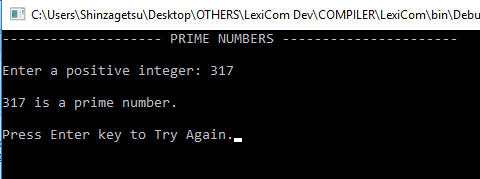 C:\Users\Shinzagetsu\Desktop\OTHERS\LexiCom Dev\COMPILER\LexiCom\bin\Debu
-------------------- PRIME NUMBERS ----------------------
Enter a positive integer: 317
317 is a prime number.
Press Enter key to Try Again.